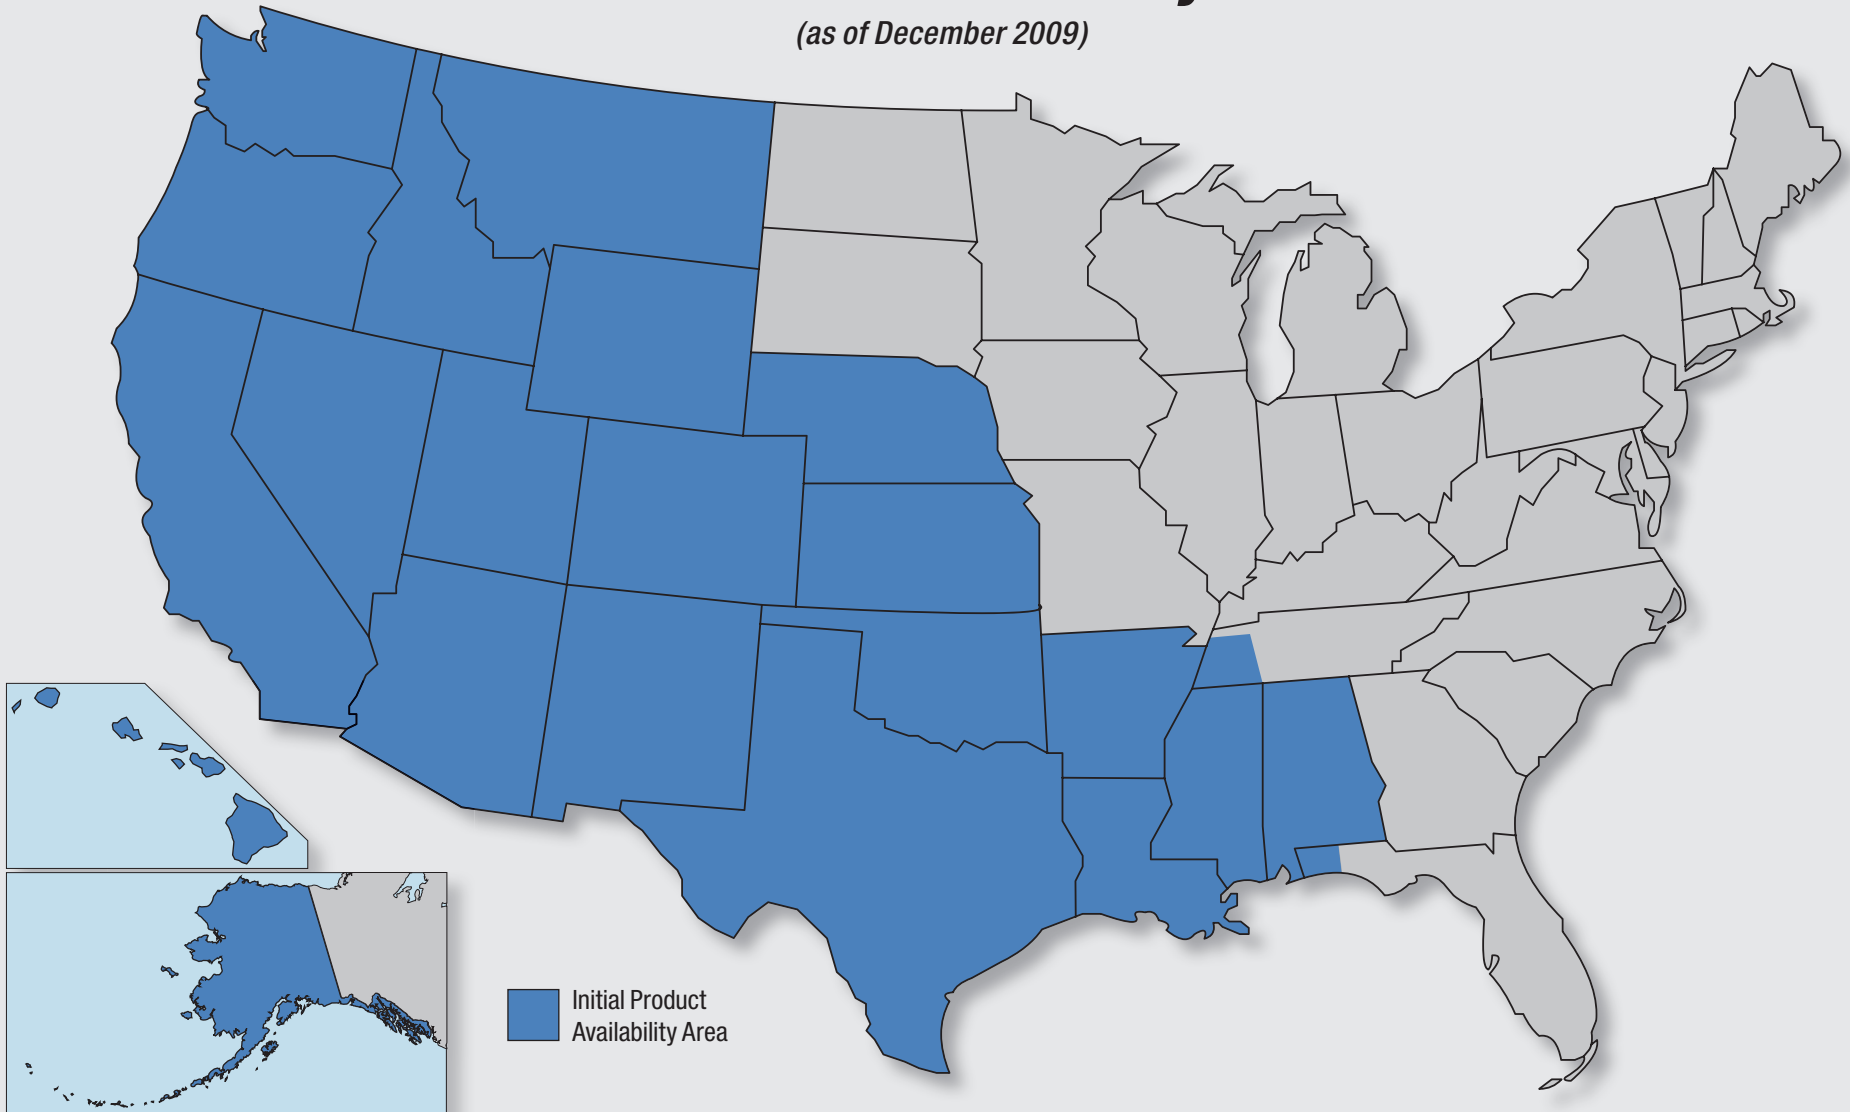 (as of December 2009)
Initial Product
Availability Area